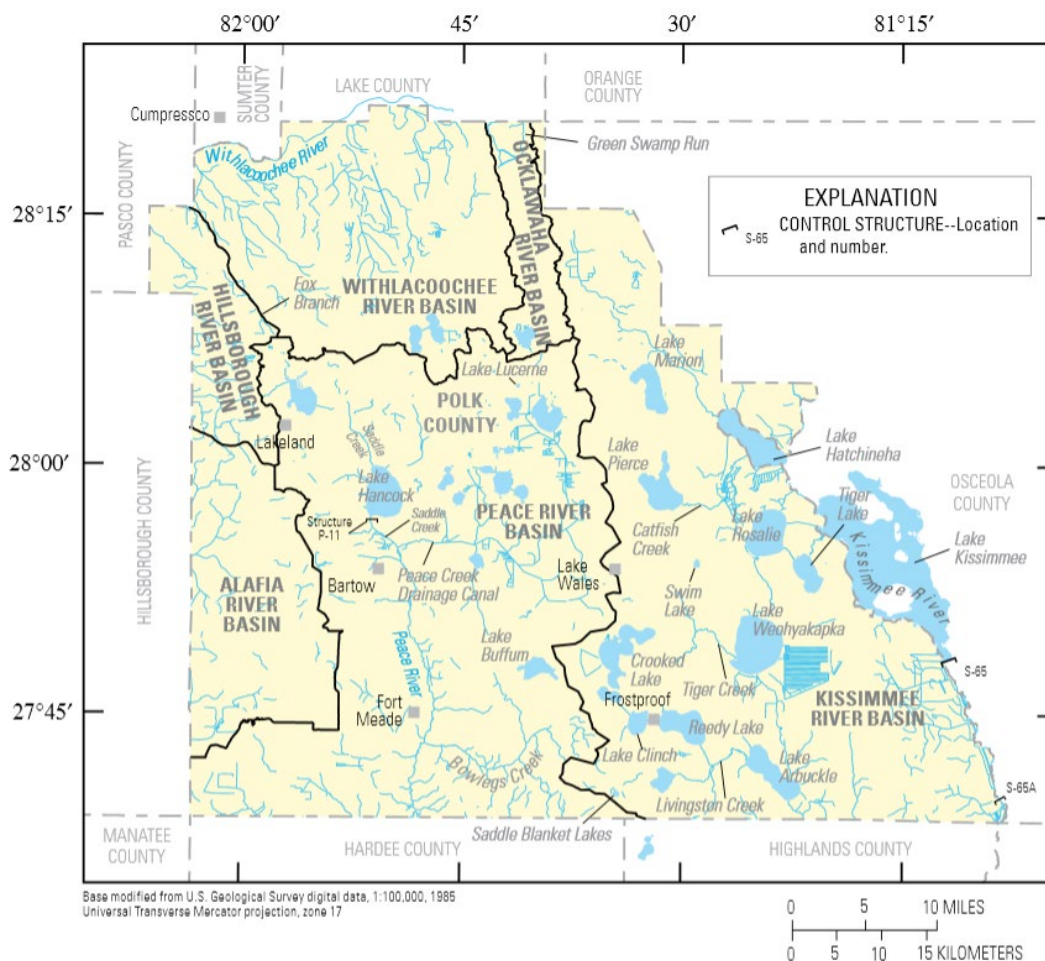 82°00′ 45′ 30′ 81°15′
LAKE COUNTY
ORANGE
COUNTY
SUMTER
COUNTY
Cumpressco
Green Swamp Run
Withlacoochee River
PASCO COUNTY
OCKLAWAHA
RIVER BASIN
EXPLANATION
S-65 CONTROL STRUCTURE--Location
and number.
28°15′
Fox
Branch
WITHLACOOCHEE
RIVER BASIN
HILLSBOROUGH
RIVER BASIN
Lake
Marion
Lake Lucerne
POLK
COUNTY
Lakeland
Saddle
Creek
Lake
Hatchineha
28°00′
Lake
Pierce
Lake
Hancock
Tiger
Lake
OSCEOLA
COUNTY
HILLSBOROUGH COUNTY
PEACE RIVER
BASIN
Structure
P-11
Saddle
Creek
Catfish
Creek
Lake
Rosalie
Lake
Kissimmee
Kissimmee River
Bartow
Peace Creek
Drainage Canal
Lake
Wales
Swim
Lake
ALAFIA
RIVER
BASIN
Lake
Weohyakapka
Peace River
Lake
Buffum
Crooked
Lake
Tiger Creek
S-65
KISSIMMEE
RIVER BASIN
27°45′
Fort
Meade
Frostproof
Reedy Lake
Lake Clinch
Lake
Arbuckle
Bowlegs Creek
Livingston Creek
S-65A
Saddle Blanket Lakes
MANATEE
COUNTY
HARDEE COUNTY
HIGHLANDS COUNTY
Base modified from U.S. Geological Survey digital data, 1:100,000, 1985
Universal Transverse Mercator projection, zone 17
0 5 10 MILES
0 5 10 15 KILOMETERS